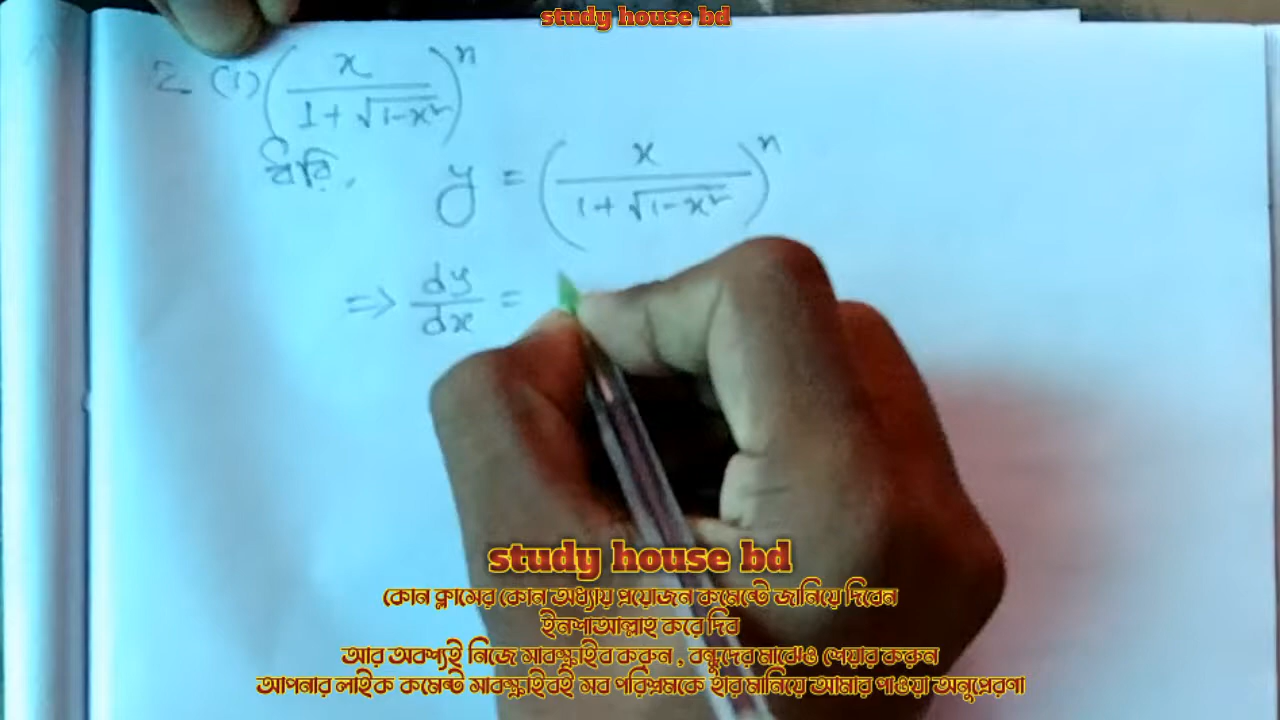 study house bd
2 (i) (x / 1 + √1-x²)ⁿ
ধরি, y = (x / 1 + √1-x²)ⁿ
⇒ dy/dx =
study house bd
কোন ক্লাসের কোন অধ্যায় প্রয়োজন কমেন্টে জানিয়ে দিবেন
ইনশাআল্লাহ করে দিব
আর অবশ্যই নিজে সাবস্ক্রাইব করুন , বন্ধুদের মাঝেও শেয়ার করুন
আপনার লাইক কমেন্ট সাবস্ক্রাইবই সব পরিশ্রমকে হার মানিয়ে আমার পাওয়া অনুপ্রেরণা